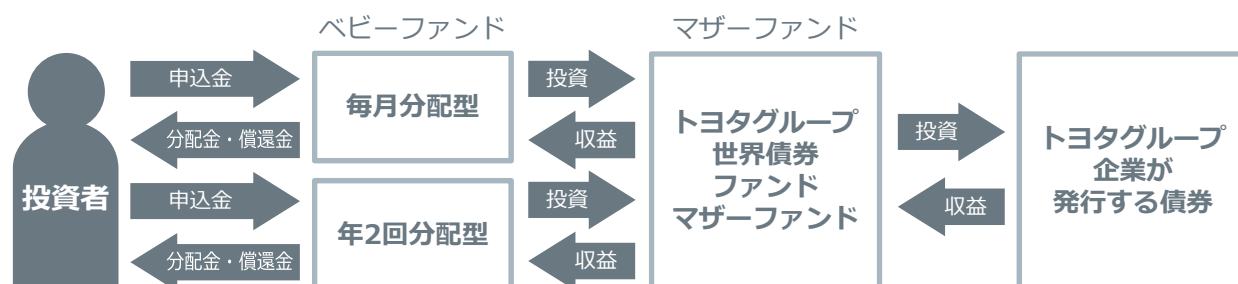 ベビーファンド
マザーファンド
投資者
申込金
分配金・償還金
申込金
分配金・償還金
毎月分配型
年2回分配型
投資
収益
投資
収益
トヨタグループ
世界債券
ファンド
マザーファンド
投資
収益
トヨタグループ
企業が
発行する債券